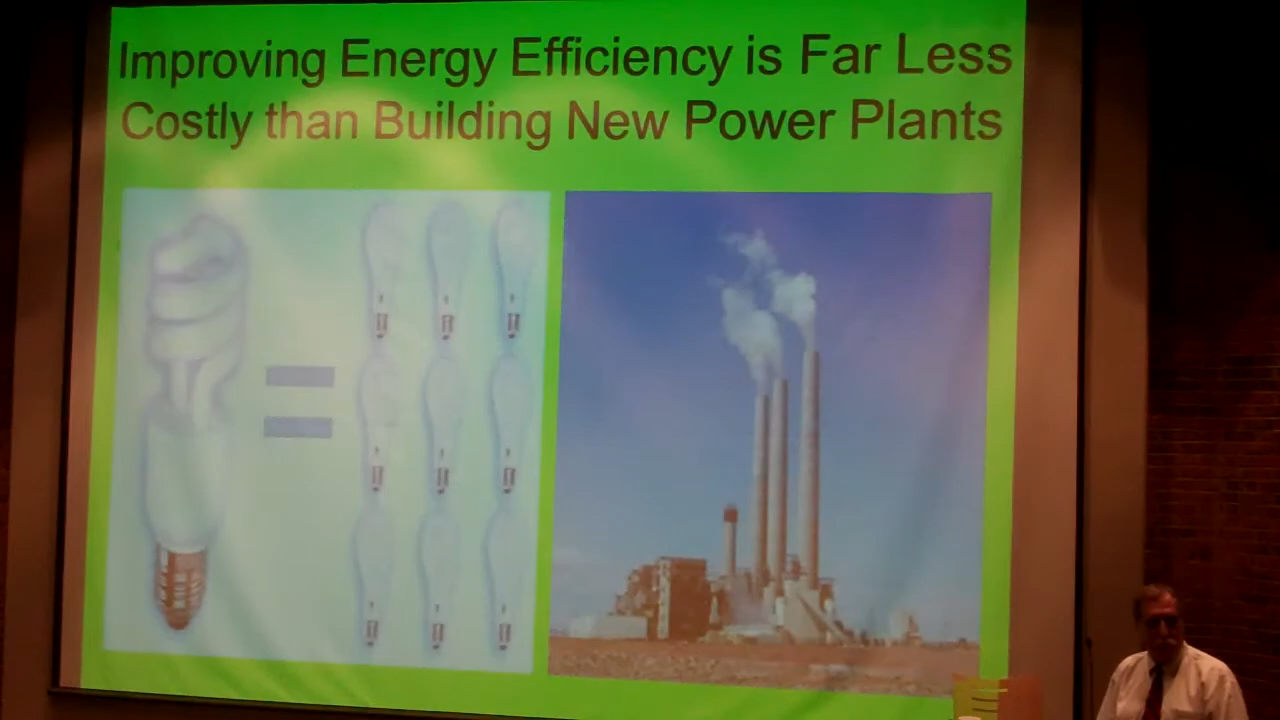 Improving Energy Efficiency is Far Less
Costly than Building New Power Plants